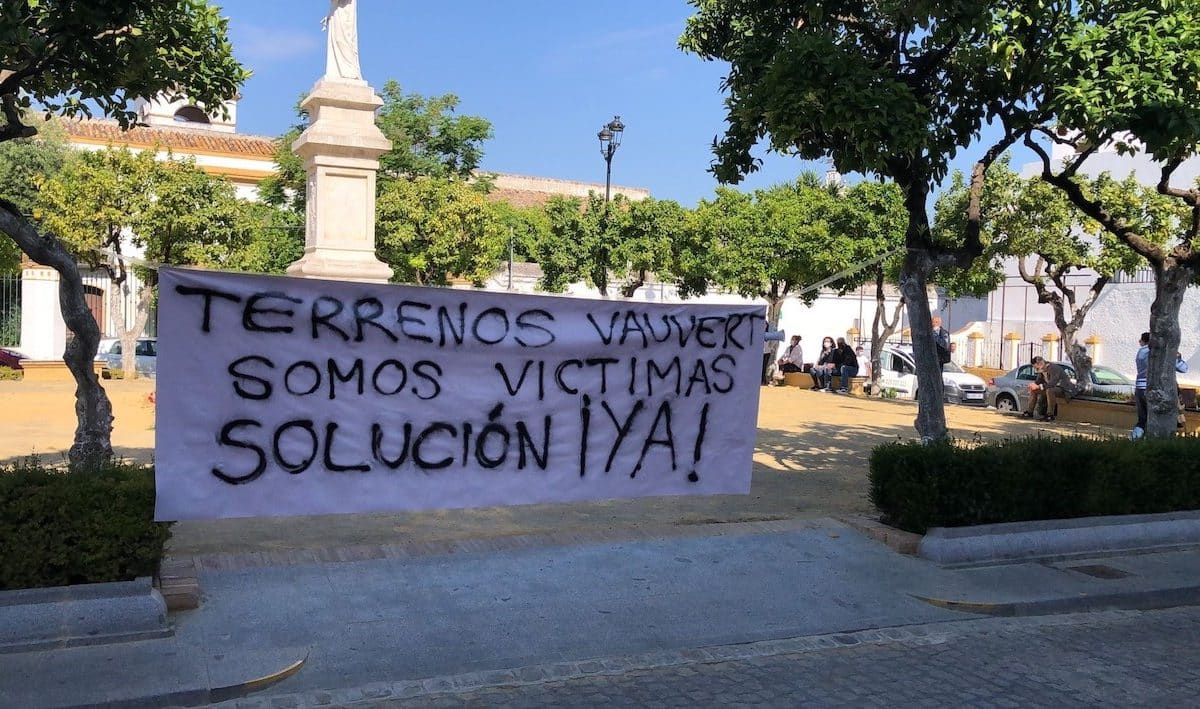 TERRENOS VAUVERT
SOMOS VICTIMAS
SOLUCIÓN ¡YA!